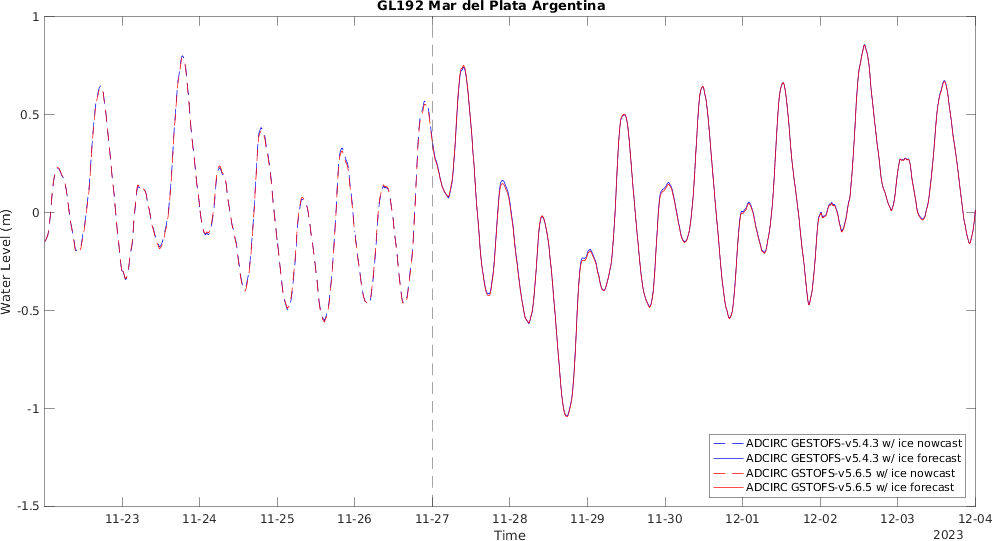 GL192 Mar del Plata Argentina
1
0.5
0
-0.5
-1
-1.5
Water Level (m)
ADCIRC GESTOFS-v5.4.3 w/ ice nowcast
ADCIRC GESTOFS-v5.4.3 w/ ice forecast
ADCIRC GSTOFS-v5.6.5 w/ ice nowcast
ADCIRC GSTOFS-v5.6.5 w/ ice forecast
11-23 11-24 11-25 11-26 11-27 11-28 11-29 11-30 12-01 12-02 12-03 12-04
Time
2023